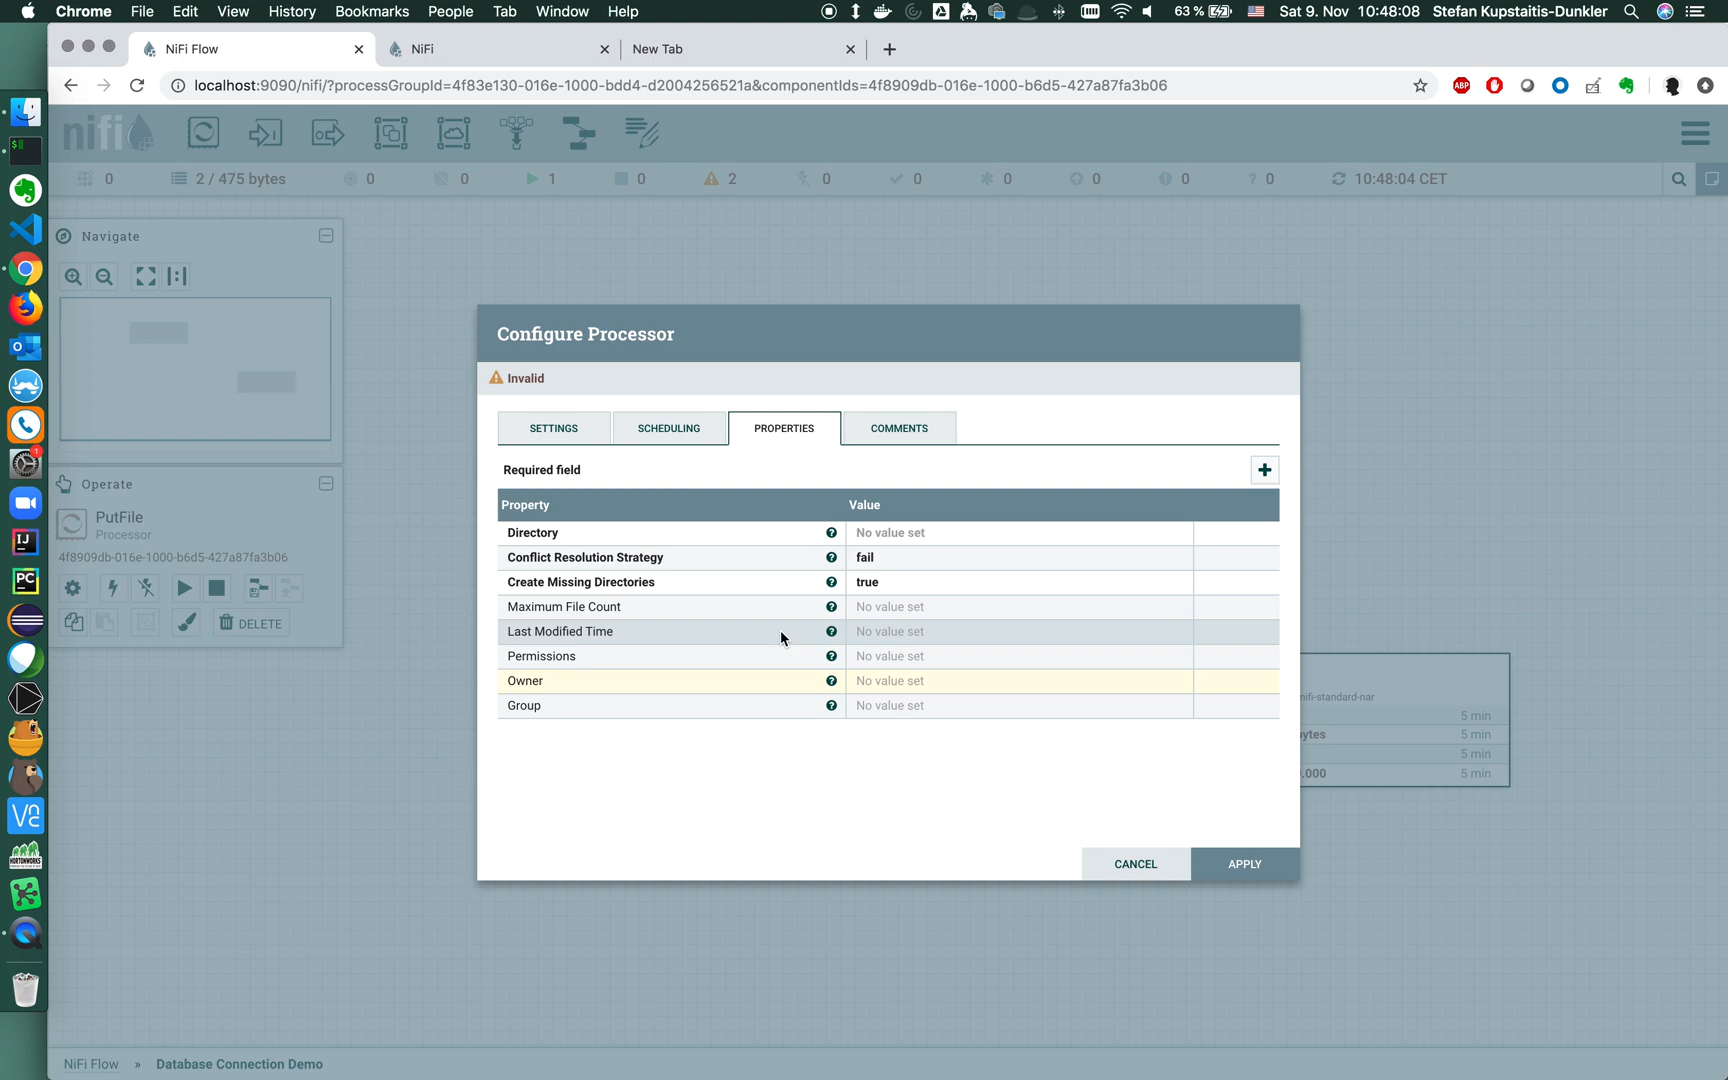 Chrome File Edit View History Bookmarks People Tab Window Help 63 % Sat 9. Nov 10:48:08 Stefan Kupstaitis-Dunkler
NiFi Flow NiFi New Tab
localhost:9090/nifi/?processGroupId=4f83e130-016e-1000-bdd4-d2004256521a&componentIds=4f8909db-016e-1000-b6d5-427a87fa3b06
ABP
nifi
0 2 / 475 bytes 0 0 1 0 2 0 0 0 0 0 ? 0 10:48:04 CET
Navigate
Operate
PutFile
Processor
4f8909db-016e-1000-b6d5-427a87fa3b06
DELETE
Configure Processor
Invalid
SETTINGS SCHEDULING PROPERTIES COMMENTS
Required field
Property Value
Directory No value set
Conflict Resolution Strategy fail
Create Missing Directories true
Maximum File Count No value set
Last Modified Time No value set
Permissions No value set
Owner No value set
Group No value set
CANCEL APPLY
nifi-standard-nar
5 min
ytes 5 min
5 min
.000 5 min
1
IJ
PC
HORTONWORKS
NiFi Flow » Database Connection Demo